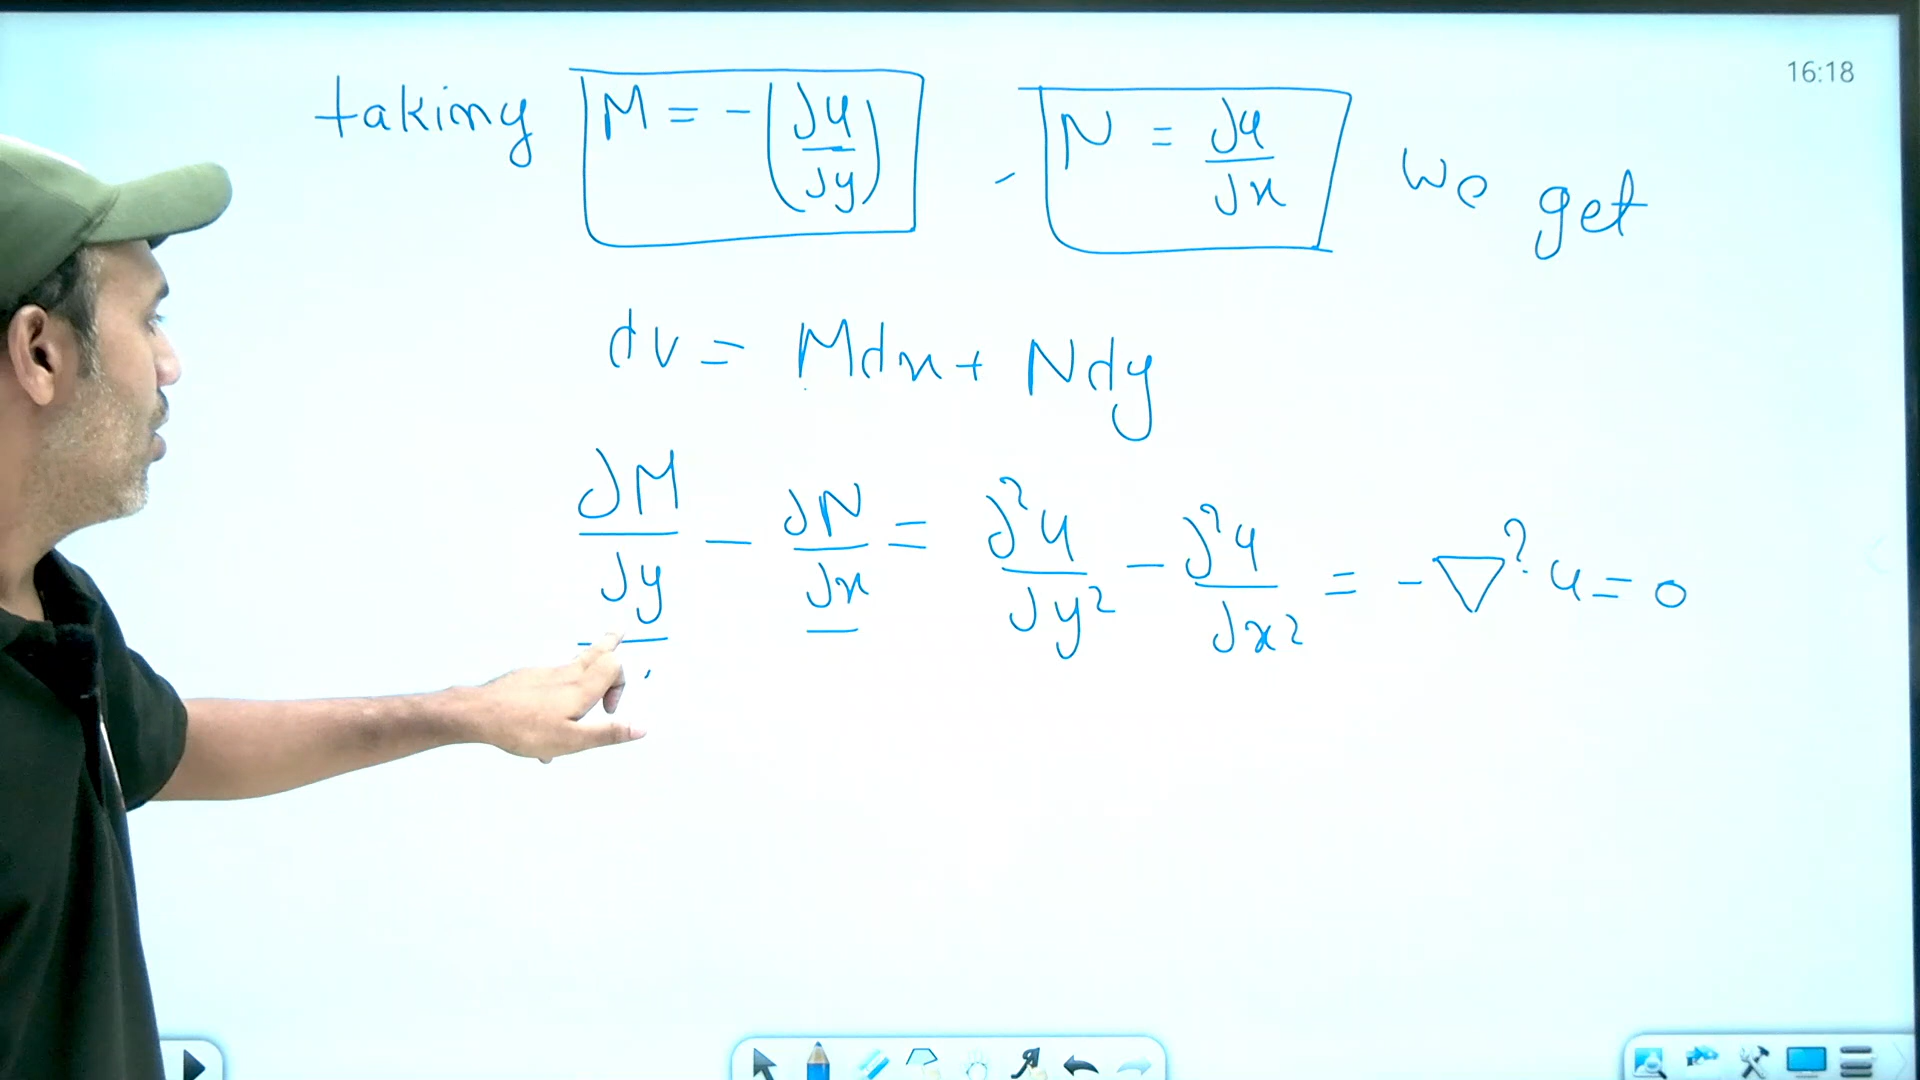 16:18
taking M = -(∂u/∂y) , N = ∂u/∂x we get
dv = Mdx + Ndy
∂M/∂y - ∂N/∂x = ∂²u/∂y² - ∂²u/∂x² = -∇²u = 0